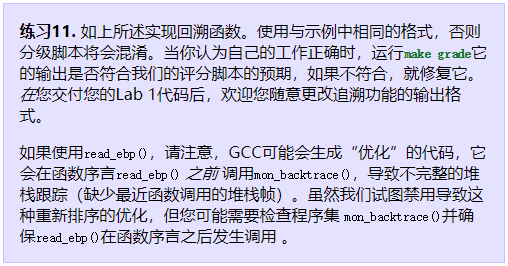 练习11. 如上所述实现回溯函数。使用与示例中相同的格式，否则
分级脚本将会混淆。当你认为自己的工作正确时，运行make grade它
的输出是否符合我们的评分脚本的预期，如果不符合，就修复它。
在您交付您的Lab 1代码后，欢迎您随意更改追溯功能的输出格
式。
如果使用read_ebp()，请注意，GCC可能会生成“优化”的代码，它
会在函数序言read_ebp() 之前 调用mon_backtrace()，导致不完整的堆
栈跟踪（缺少最近函数调用的堆栈帧）。虽然我们试图禁用导致这
种重新排序的优化，但您可能需要检查程序集 mon_backtrace()并确
保read_ebp()在函数序言之后发生调用 。